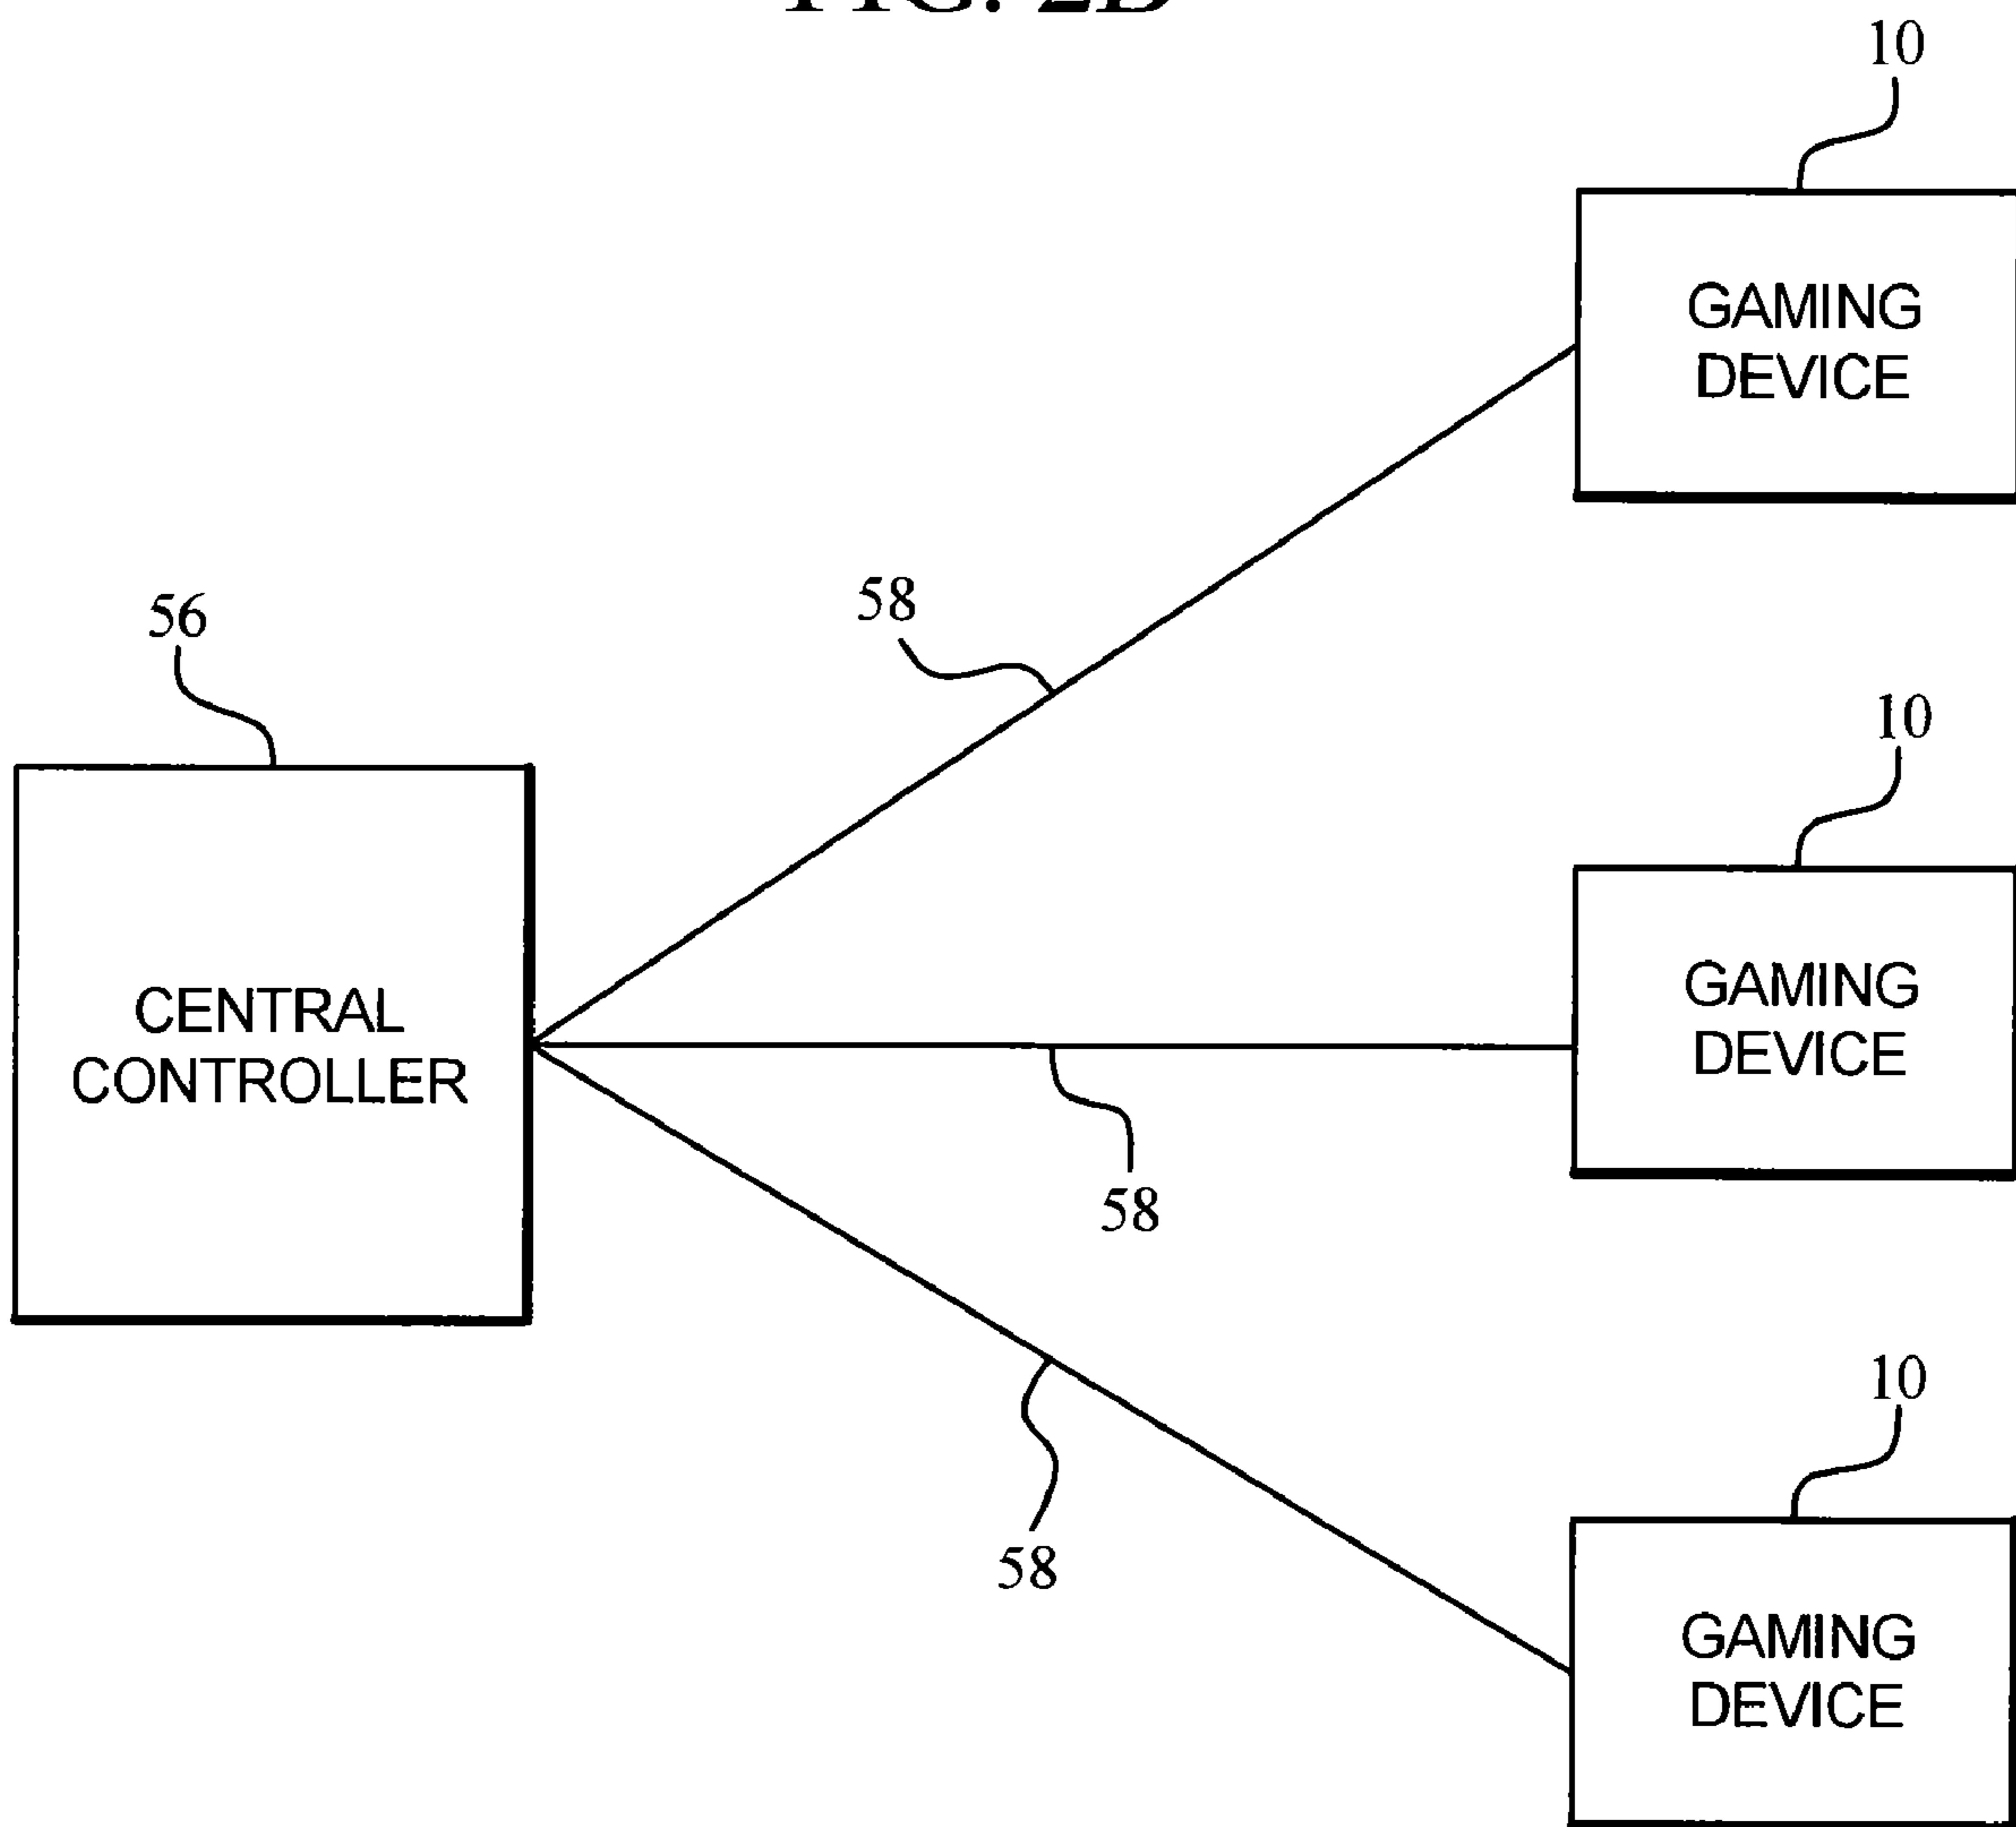 10
GAMING
DEVICE
58
56
10
CENTRAL
CONTROLLER
GAMING
DEVICE
58
10
58
GAMING
DEVICE